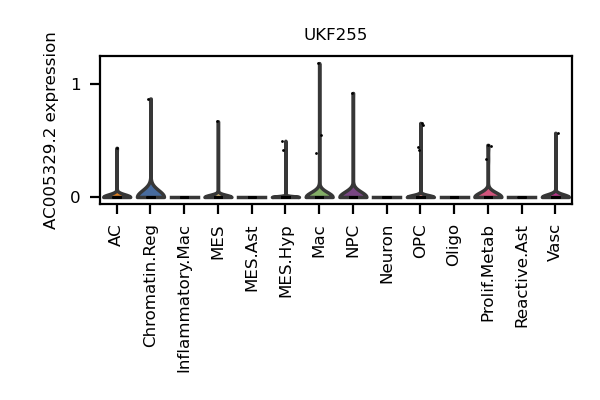 UKF255
AC005329.2 expression
1
0
AC
Chromatin.Reg
Inflammatory.Mac
MES
MES.Ast
MES.Hyp
Mac
NPC
Neuron
OPC
Oligo
Prolif.Metab
Reactive.Ast
Vasc